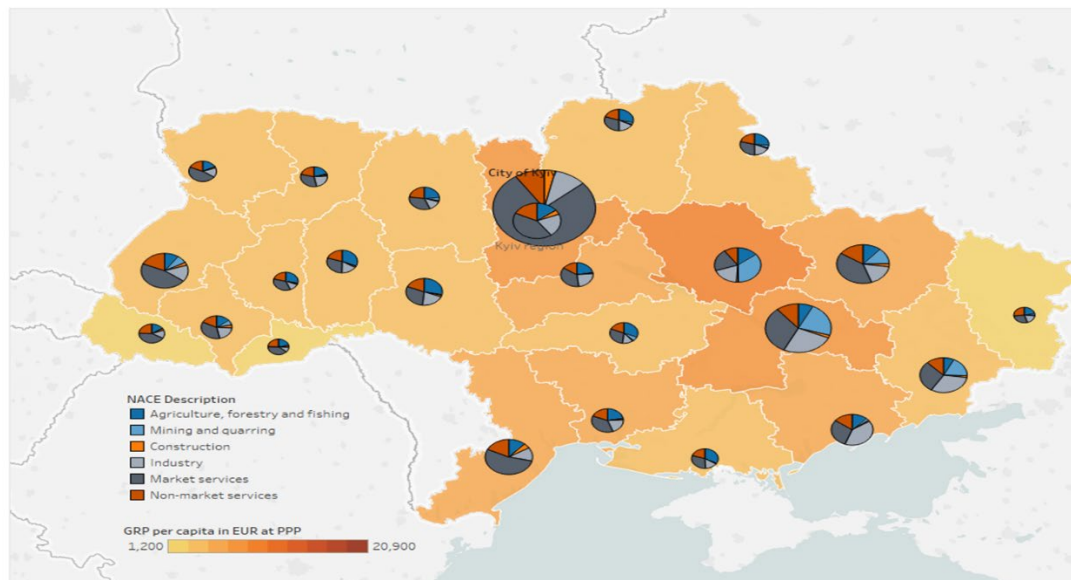 City of Kyiv
Kyiv region
NACE Description
Agriculture, forestry and fishing
Mining and quarring
Construction
Industry
Market services
Non-market services
GRP per capita in EUR at PPP
1,200 20,900